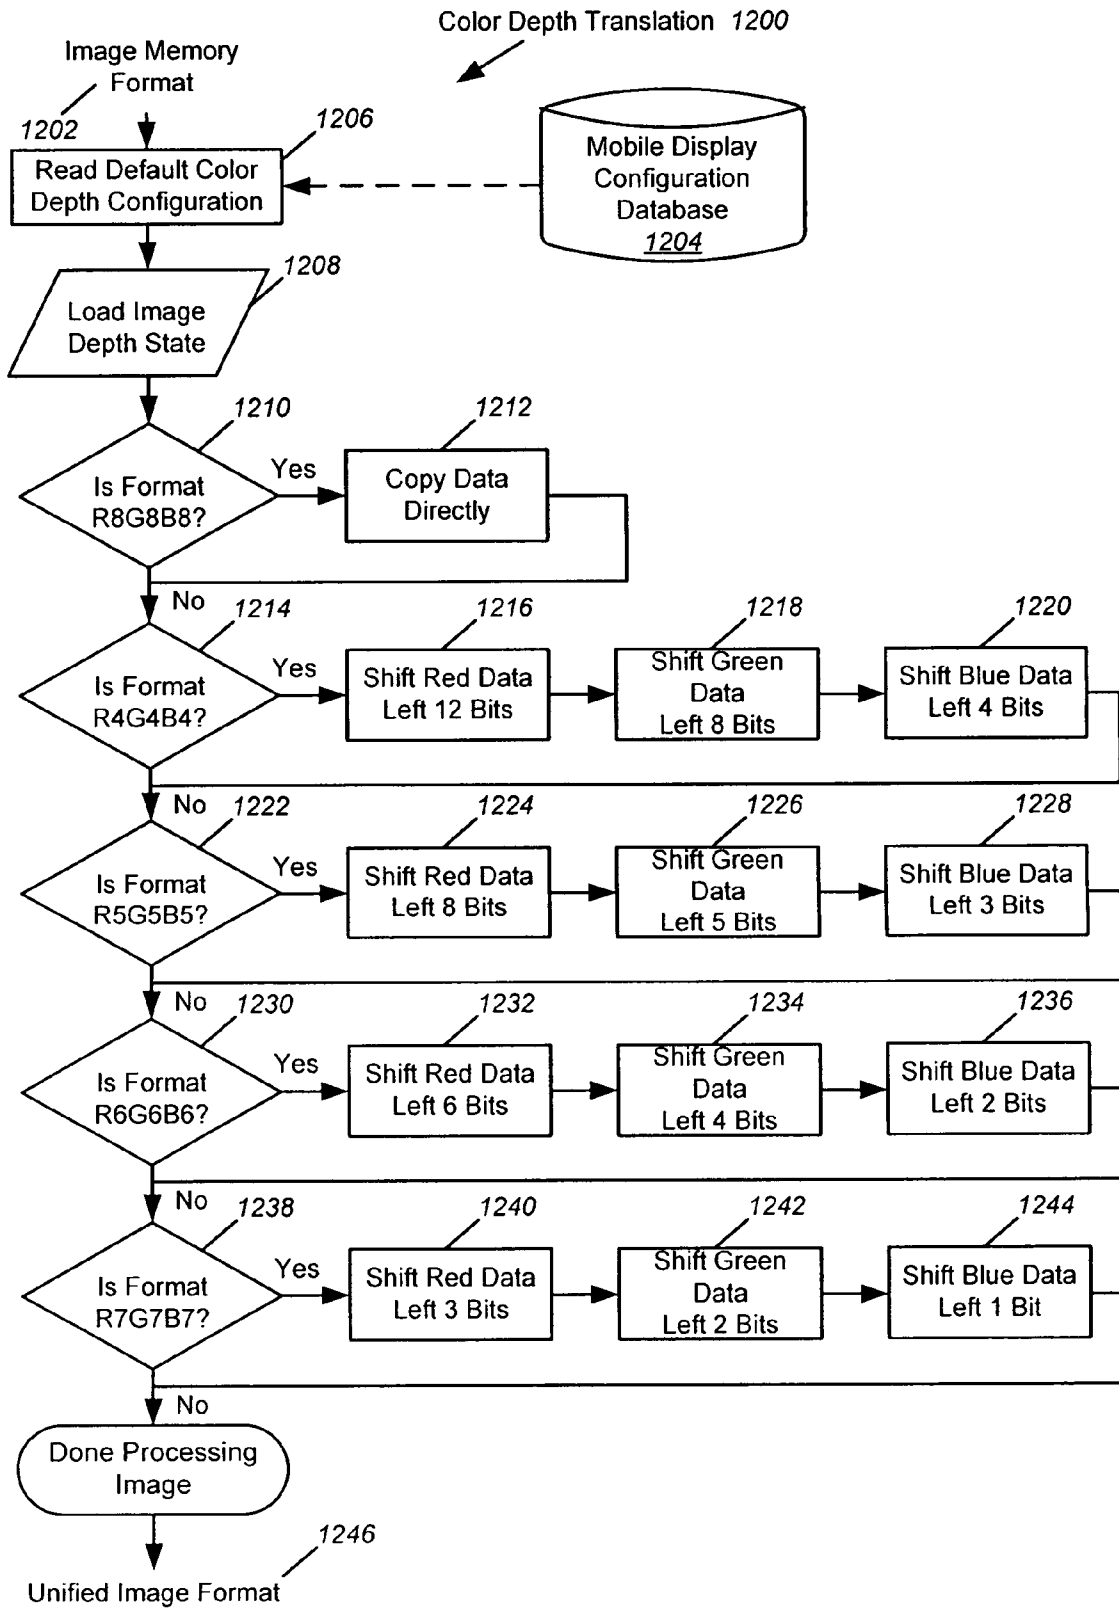 Color Depth Translation 1200
Image Memory
Format
1202
1206
Read Default Color
Depth Configuration
Mobile Display
Configuration
Database
1204
1208
Load Image
Depth State
1210
Is Format
R8G8B8?
Yes
1212
Copy Data
Directly
No
1214
Is Format
R4G4B4?
Yes
1216
Shift Red Data
Left 12 Bits
1218
Shift Green
Data
Left 8 Bits
1220
Shift Blue Data
Left 4 Bits
No
1222
Is Format
R5G5B5?
Yes
1224
Shift Red Data
Left 8 Bits
1226
Shift Green
Data
Left 5 Bits
1228
Shift Blue Data
Left 3 Bits
No
1230
Is Format
R6G6B6?
Yes
1232
Shift Red Data
Left 6 Bits
1234
Shift Green
Data
Left 4 Bits
1236
Shift Blue Data
Left 2 Bits
No
1238
Is Format
R7G7B7?
Yes
1240
Shift Red Data
Left 3 Bits
1242
Shift Green
Data
Left 2 Bits
1244
Shift Blue Data
Left 1 Bit
No
Done Processing
Image
1246
Unified Image Format